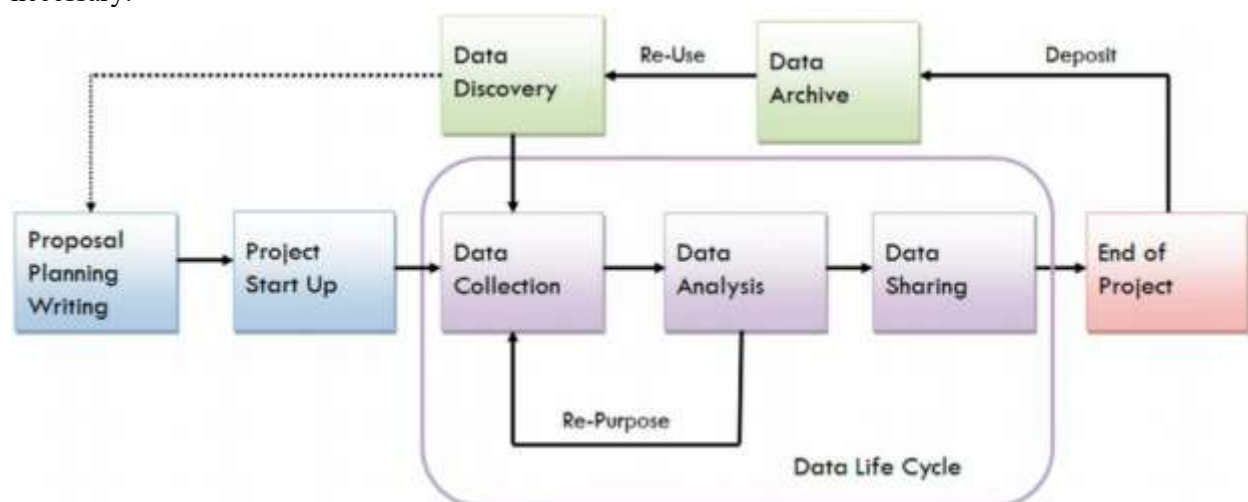 necessary.
Data
Discovery
Re-Use
Data
Archive
Deposit
Proposal
Planning
Writing
Project
Start Up
Data
Collection
Data
Analysis
Data
Sharing
End of
Project
Re-Purpose
Data Life Cycle